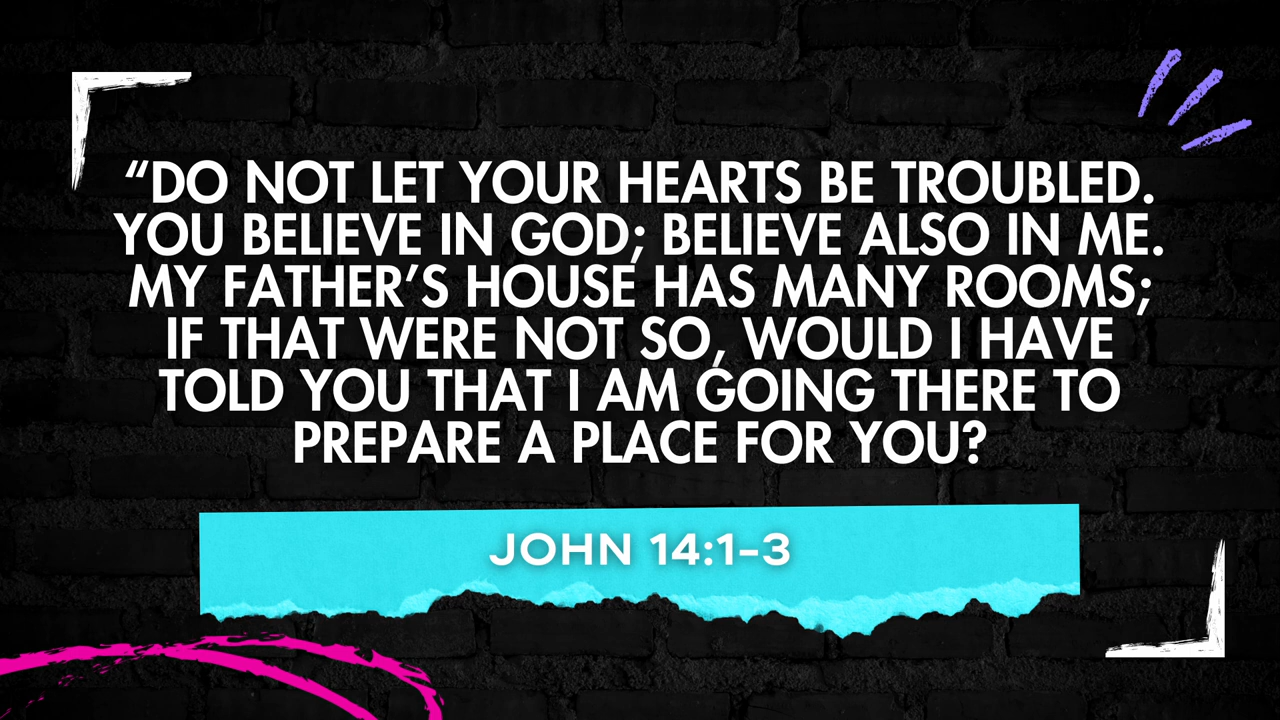 “DO NOT LET YOUR HEARTS BE TROUBLED.
YOU BELIEVE IN GOD; BELIEVE ALSO IN ME.
MY FATHER’S HOUSE HAS MANY ROOMS;
IF THAT WERE NOT SO, WOULD I HAVE
TOLD YOU THAT I AM GOING THERE TO
PREPARE A PLACE FOR YOU?
JOHN 14:1-3